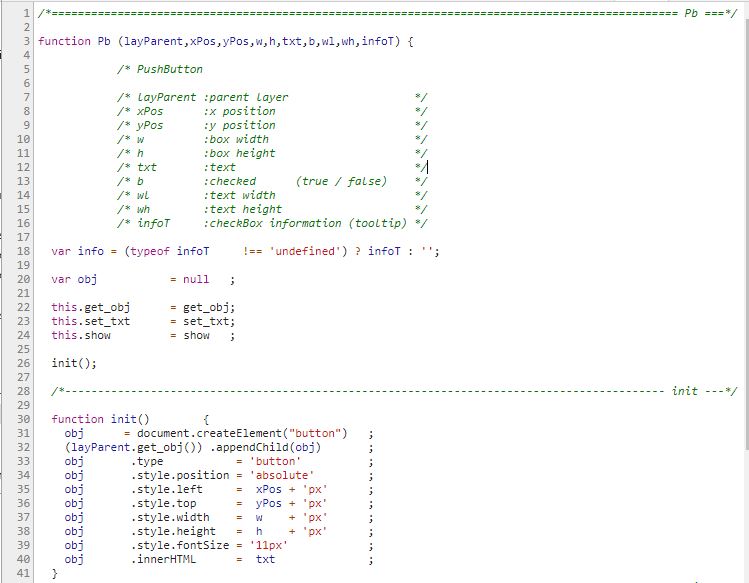 1 /*=============================================================================================== Pb ===*/
2
3 function Pb (layParent,xPos,yPos,w,h,txt,b,wl,wh,infoT) {
4
5             /* PushButton
6
7             /* layParent :parent layer                   */
8             /* xPos      :x position                     */
9             /* yPos      :y position                     */
10             /* w         :box width                      */
11             /* h         :box height                     */
12             /* txt       :text                           */
13             /* b         :checked      (true / false)    */
14             /* wl        :text width                     */
15             /* wh        :text height                    */
16             /* infoT     :checkBox information (tooltip) */
17
18   var info = (typeof infoT     !== 'undefined') ? infoT : '';
19
20   var obj           = null   ;
21
22   this.get_obj      = get_obj;
23   this.set_txt      = set_txt;
24   this.show         = show   ;
25
26   init();
27
28   /*------------------------------------------------------------------------------------------- init ---*/
29
30   function init()        {
31     obj      = document.createElement("button")   ;
32     (layParent.get_obj()) .appendChild(obj)       ;
33     obj       .type           = 'button'          ;
34     obj       .style.position = 'absolute'        ;
35     obj       .style.left     =  xPos + 'px'      ;
36     obj       .style.top      =  yPos + 'px'      ;
37     obj       .style.width    =  w    + 'px'      ;
38     obj       .style.height   =  h    + 'px'      ;
39     obj       .style.fontSize = '11px'            ;
40     obj       .innerHTML      =  txt              ;
41   }